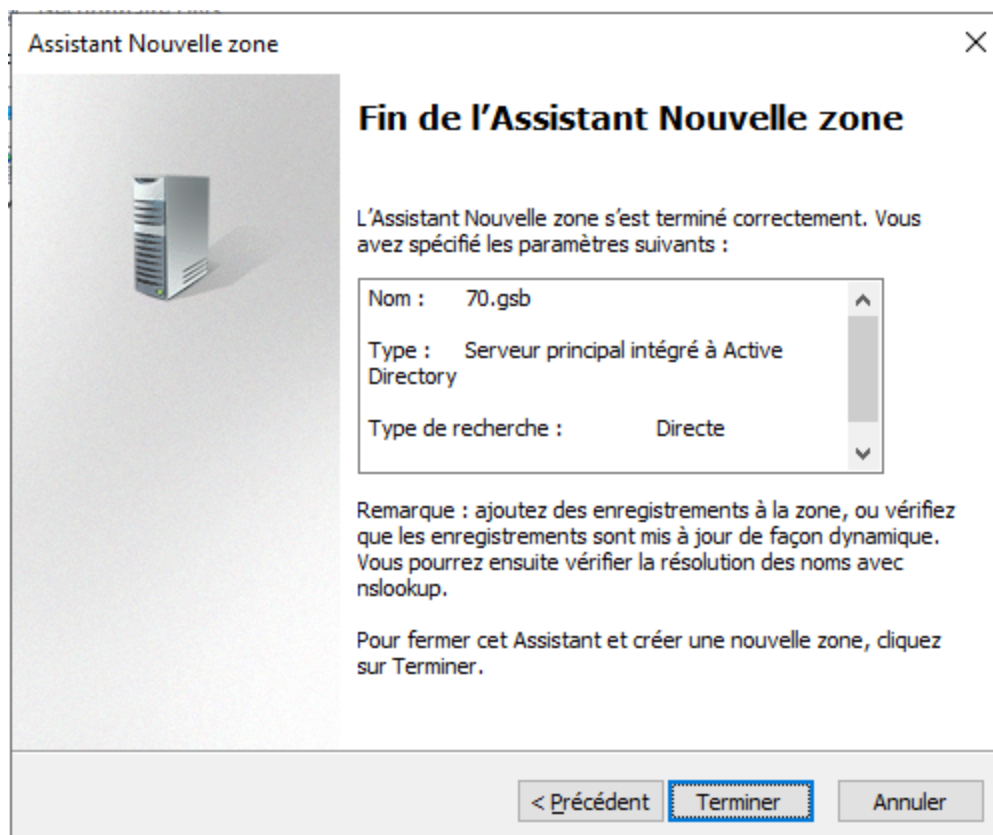 Assistant Nouvelle zone
Fin de l’Assistant Nouvelle zone
L’Assistant Nouvelle zone s’est terminé correctement. Vous
avez spécifié les paramètres suivants :
Nom : 70.gsb
Type : Serveur principal intégré à Active
Directory
Type de recherche : Directe
Remarque : ajoutez des enregistrements à la zone, ou vérifiez
que les enregistrements sont mis à jour de façon dynamique.
Vous pourrez ensuite vérifier la résolution des noms avec
nslookup.
Pour fermer cet Assistant et créer une nouvelle zone, cliquez
sur Terminer.
< Précédent Terminer Annuler